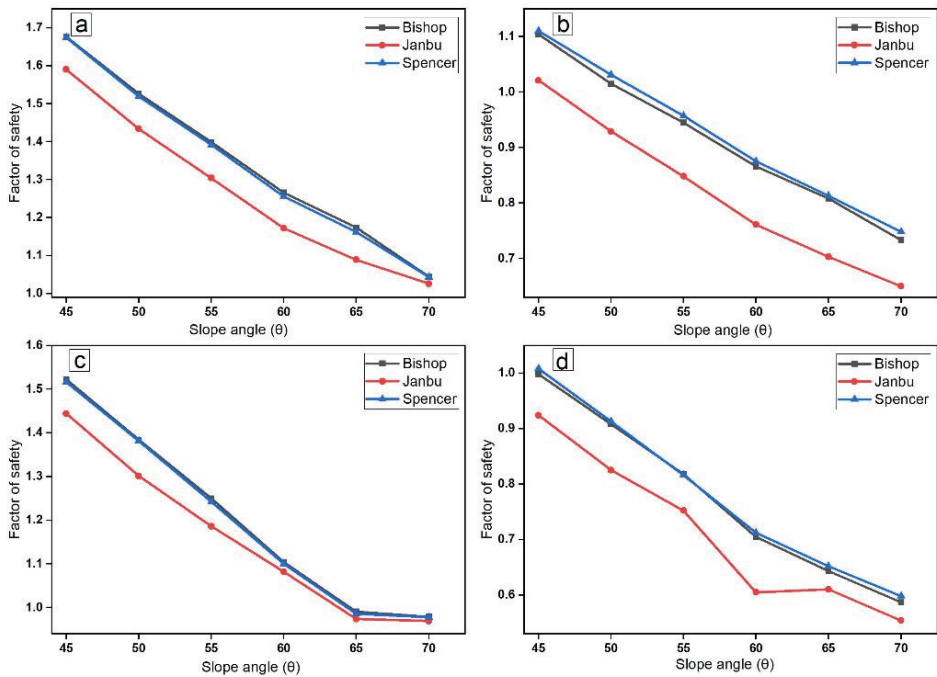 a
Bishop
Janbu
Spencer
1.7
1.6
1.5
1.4
1.3
1.2
1.1
1.0
Factor of safety
45 50 55 60 65 70
Slope angle (θ)
b
Bishop
Janbu
Spencer
1.1
1.0
0.9
0.8
0.7
Factor of safety
45 50 55 60 65 70
Slope angle (θ)
c
Bishop
Janbu
Spencer
1.6
1.5
1.4
1.3
1.2
1.1
1.0
Factor of safety
45 50 55 60 65 70
Slope angle (θ)
d
Bishop
Janbu
Spencer
1.0
0.9
0.8
0.7
0.6
Factor of safety
45 50 55 60 65 70
Slope angle (θ)